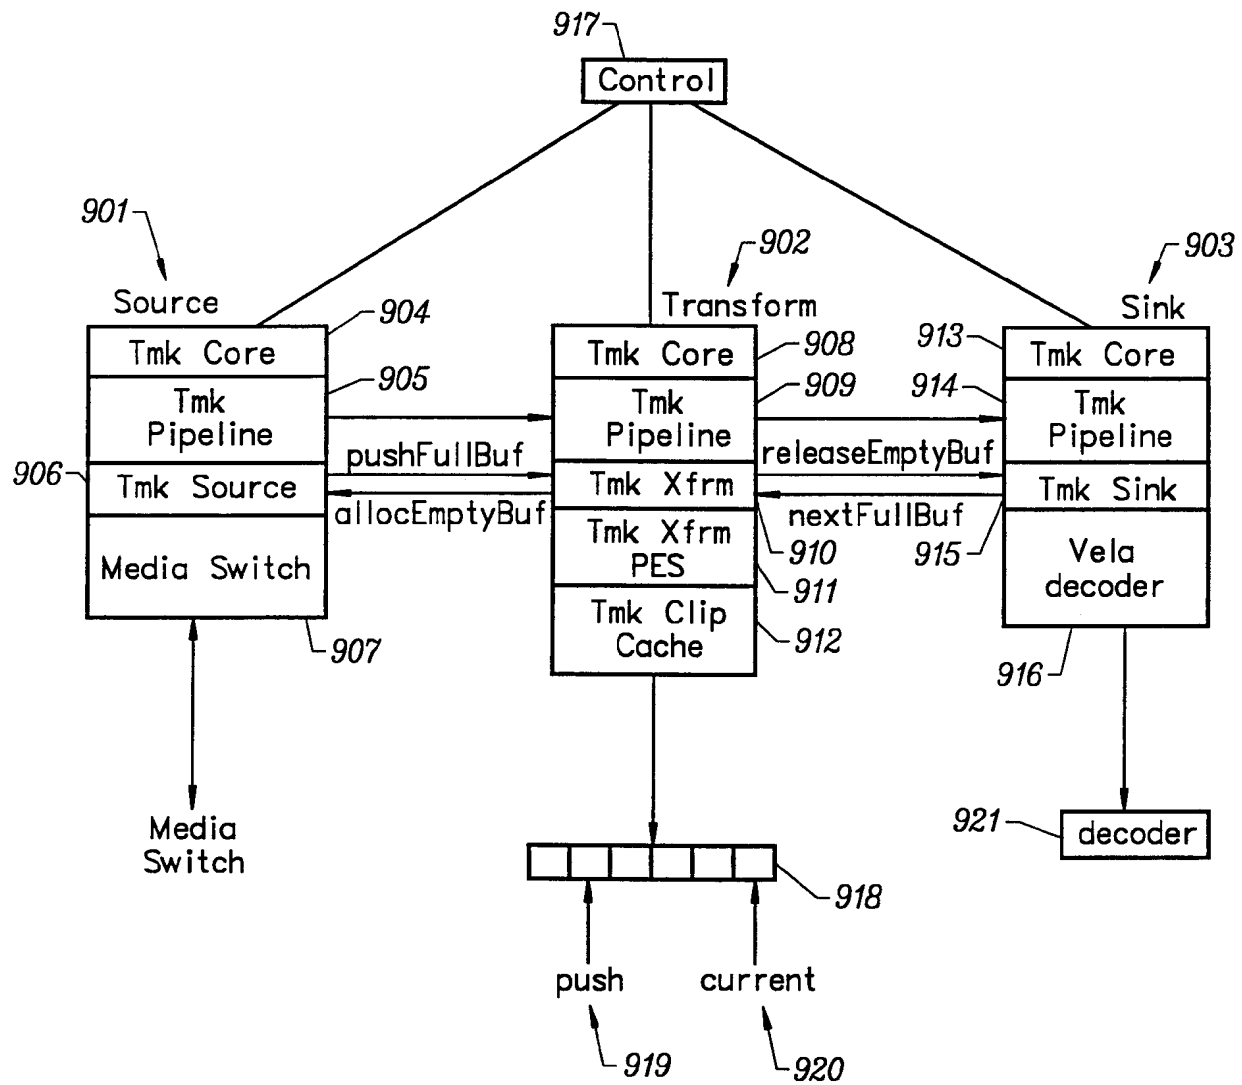 917
Control
901
902
903
Source
Transform
Sink
904
908
913
Tmk Core
Tmk Core
Tmk Core
905
909
914
Tmk
Pipeline
Tmk
Pipeline
Tmk
Pipeline
906
pushFullBuf
releaseEmptyBuf
Tmk Source
Tmk Xfrm
Tmk Sink
allocEmptyBuf
nextFullBuf
910
915
Media Switch
Tmk Xfrm
PES
Vela
decoder
911
Tmk Clip
Cache
912
907
916
Media
Switch
921
decoder
918
push
current
919
920